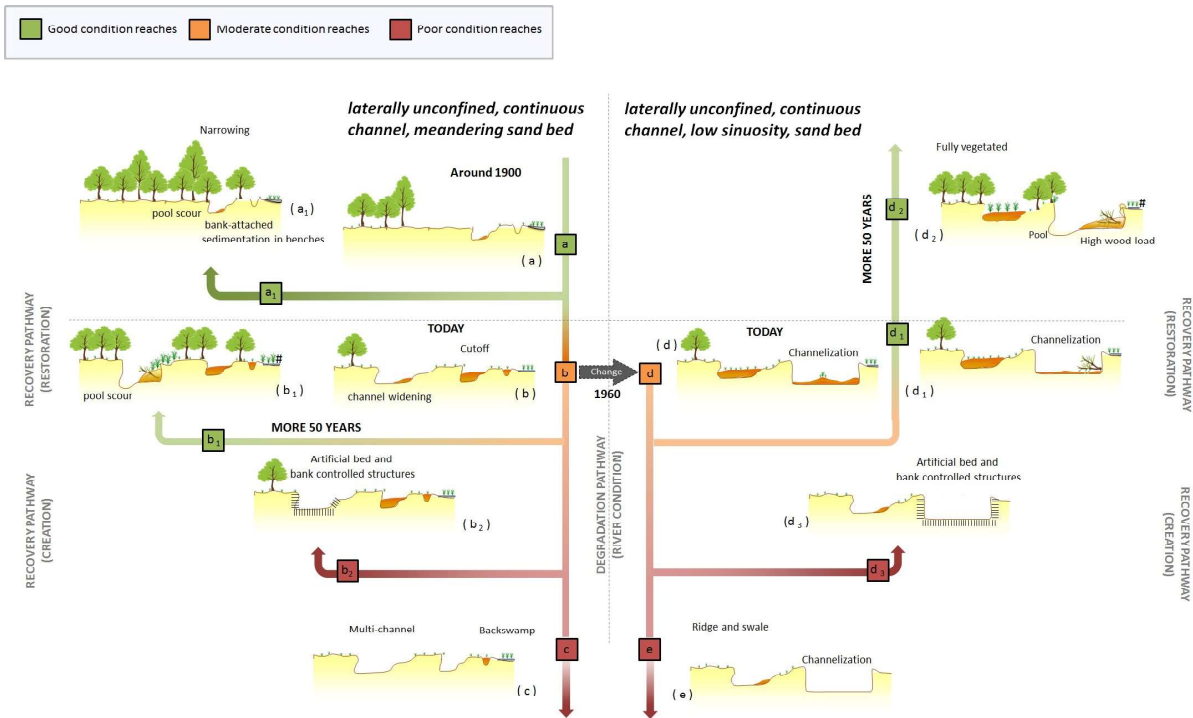 Good condition reaches
Moderate condition reaches
Poor condition reaches
laterally unconfined, continuous
channel, meandering sand bed
laterally unconfined, continuous
channel, low sinuosity, sand bed
Narrowing
pool scour
bank-attached
sedimentation in benches
( a₁ )
Around 1900
( a )
a
a₁
Fully vegetated
MORE 50 YEARS
d₂
( d₂ )
Pool
#
High wood load
RECOVERY PATHWAY
(RESTORATION)
pool scour
#
( b₁ )
TODAY
Cutoff
channel widening
( b )
b
Change
1960
d
( d )
TODAY
Channelization
d₁
( d₁ )
Channelization
RECOVERY PATHWAY
(RESTORATION)
MORE 50 YEARS
b₁
RECOVERY PATHWAY
(CREATION)
Artificial bed and
bank controlled structures
( b₂ )
b₂
DEGRADATION PATHWAY
(RIVER CONDITION)
Artificial bed and
bank controlled structures
(d₃ )
d₃
RECOVERY PATHWAY
(CREATION)
Multi-channel
Backswamp
( c )
c
e
Ridge and swale
Channelization
( e )